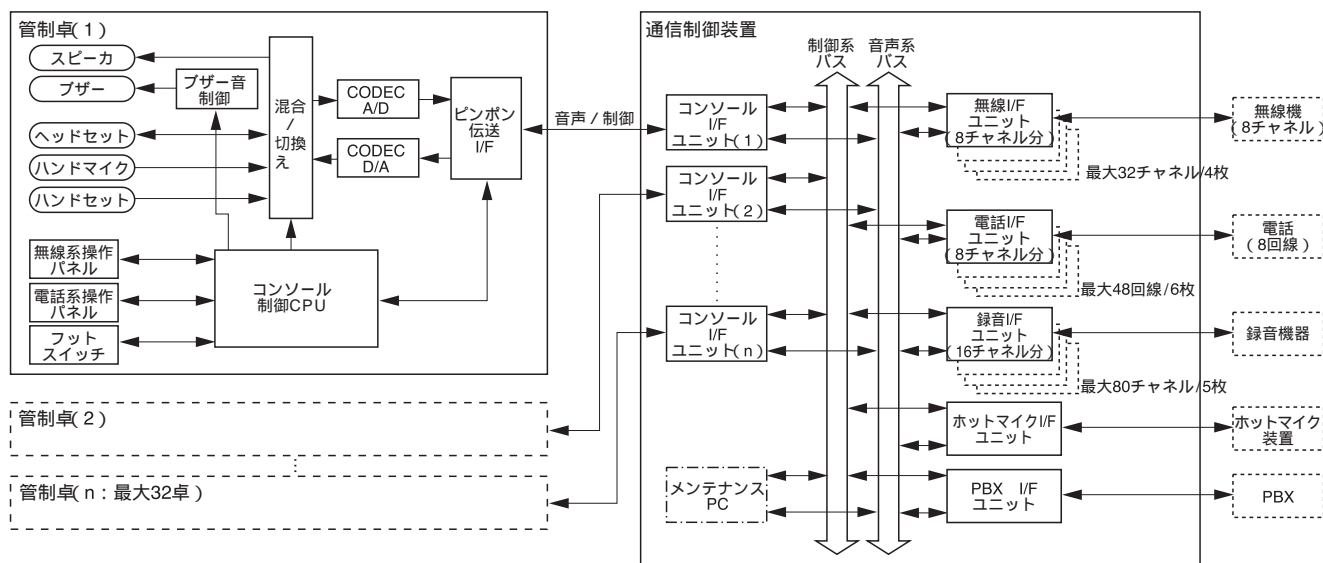 管制卓(1)
スピーカ
ブザー
ブザー音
制御
ヘッドセット
ハンドマイク
ハンドセット
混合
/
切換
え
CODEC
A/D
CODEC
D/A
ピンポン
伝送
I/F
無線系操作
パネル
電話系操作
パネル
フット
スイッチ
コンソール
制御CPU
管制卓(2)
管制卓(n:最大32卓)
音声/制御
通信制御装置
制御系
バス
音声系
バス
コンソール
I/F
ユニット(1)
コンソール
I/F
ユニット(2)
コンソール
I/F
ユニット(n)
メンテナンス
PC
無線I/F
ユニット
(8チャネル分)
最大32チャネル/4枚
電話I/F
ユニット
(8チャネル分)
最大48回線/6枚
録音I/F
ユニット
(16チャネル分)
最大80チャネル/5枚
ホットマイクI/F
ユニット
PBX I/F
ユニット
無線機
(8チャネル)
電話
(8回線)
録音機器
ホットマイク
装置
PBX